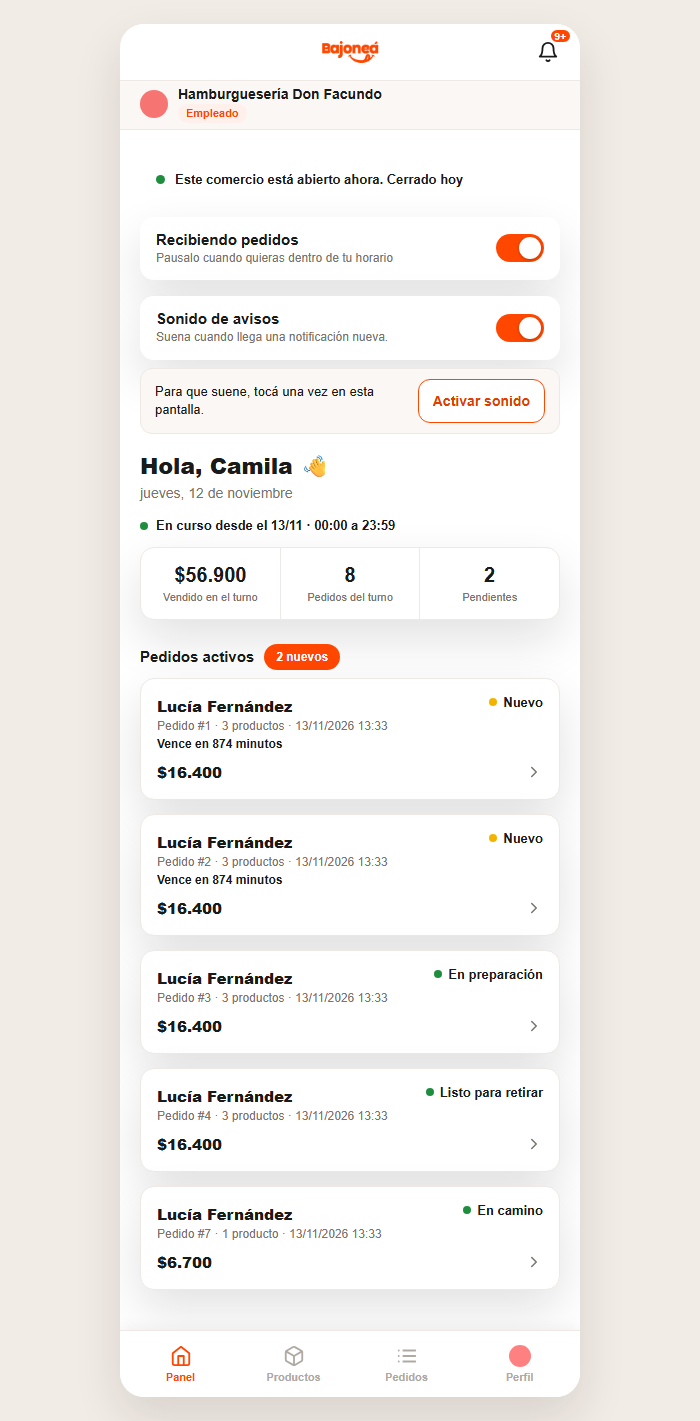 Bajoneá
9+
Hamburguesería Don Facundo
Empleado
Este comercio está abierto ahora. Cerrado hoy
Recibiendo pedidos
Pausalo cuando quieras dentro de tu horario
Sonido de avisos
Suena cuando llega una notificación nueva.
Para que suene, tocá una vez en esta
pantalla.
Activar sonido
Hola, Camila 👋
jueves, 12 de noviembre
En curso desde el 13/11 · 00:00 a 23:59
$56.900
Vendido en el turno
8
Pedidos del turno
2
Pendientes
Pedidos activos
2 nuevos
Lucía Fernández
Nuevo
Pedido #1 · 3 productos · 13/11/2026 13:33
Vence en 874 minutos
$16.400
Lucía Fernández
Nuevo
Pedido #2 · 3 productos · 13/11/2026 13:33
Vence en 874 minutos
$16.400
Lucía Fernández
En preparación
Pedido #3 · 3 productos · 13/11/2026 13:33
$16.400
Lucía Fernández
Listo para retirar
Pedido #4 · 3 productos · 13/11/2026 13:33
$16.400
Lucía Fernández
En camino
Pedido #7 · 1 producto · 13/11/2026 13:33
$6.700
Panel
Productos
Pedidos
Perfil